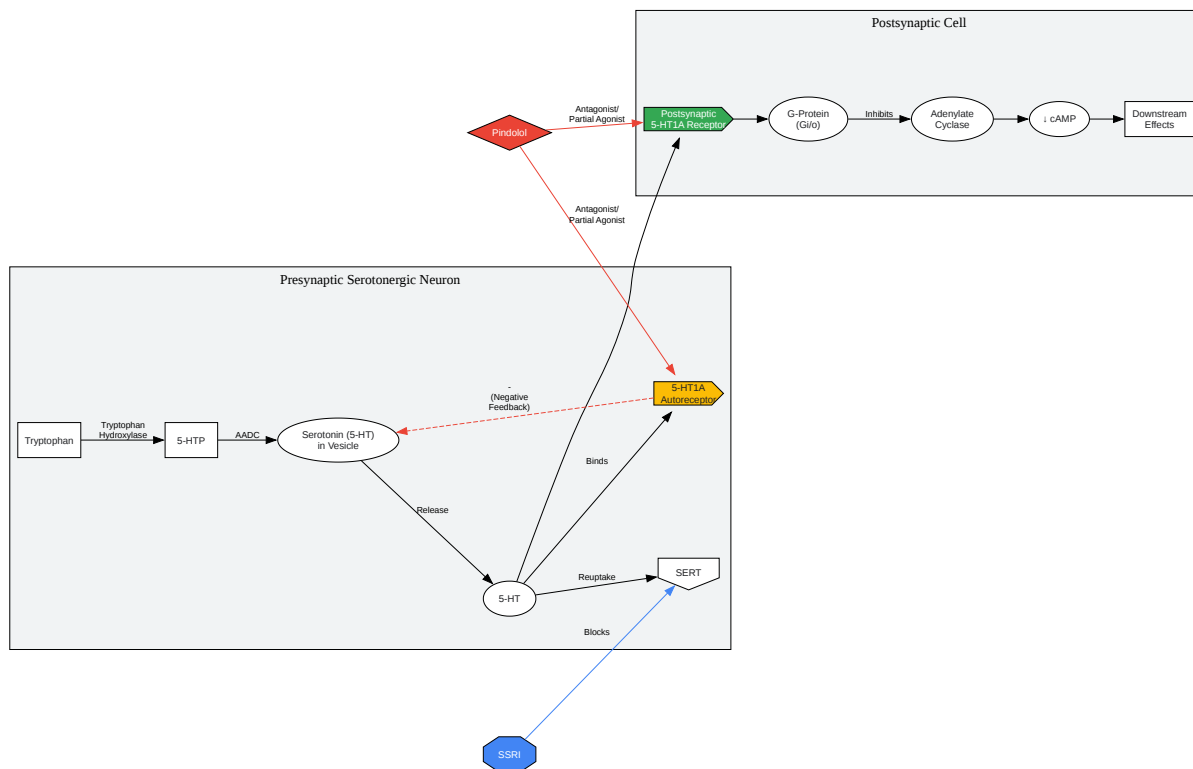 Postsynaptic Cell
Antagonist/
Partial Agonist
Pindolol
Postsynaptic
5-HT1A Receptor
G-Protein
(Gi/o)
Inhibits
Adenylate
Cyclase
↓ cAMP
Downstream
Effects
Antagonist/
Partial Agonist
Presynaptic Serotonergic Neuron
-
(Negative
Feedback)
5-HT1A
Autoreceptor
Tryptophan
Tryptophan
Hydroxylase
5-HTP
AADC
Serotonin (5-HT)
in Vesicle
Binds
Release
5-HT
Reuptake
SERT
Blocks
SSRI